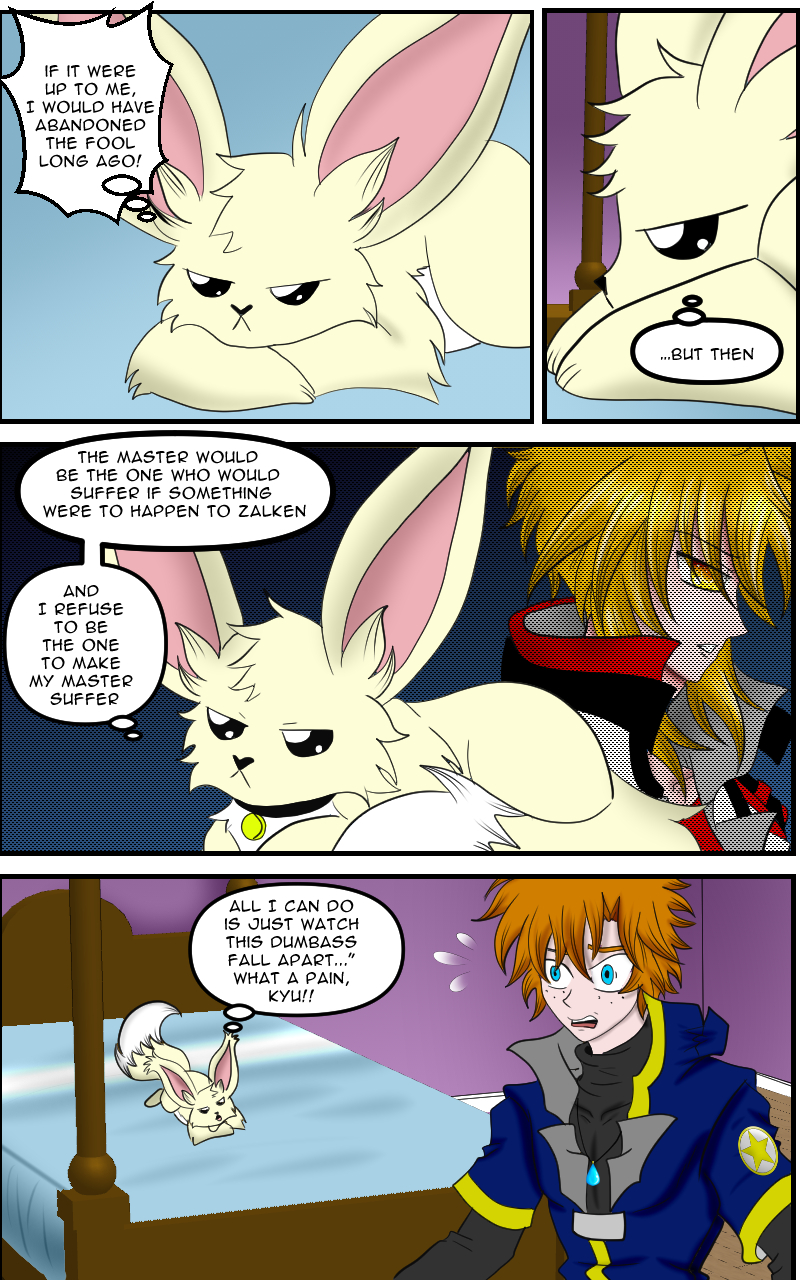 IF IT WERE
UP TO ME,
I WOULD HAVE
ABANDONED
THE FOOL
LONG AGO!
...BUT THEN
THE MASTER WOULD
BE THE ONE WHO WOULD
SUFFER IF SOMETHING
WERE TO HAPPEN TO ZALKEN
AND
I REFUSE
TO BE
THE ONE
TO MAKE
MY MASTER
SUFFER
ALL I CAN DO
IS JUST WATCH
THIS DUMBASS
FALL APART..."
WHAT A PAIN,
KYU!!